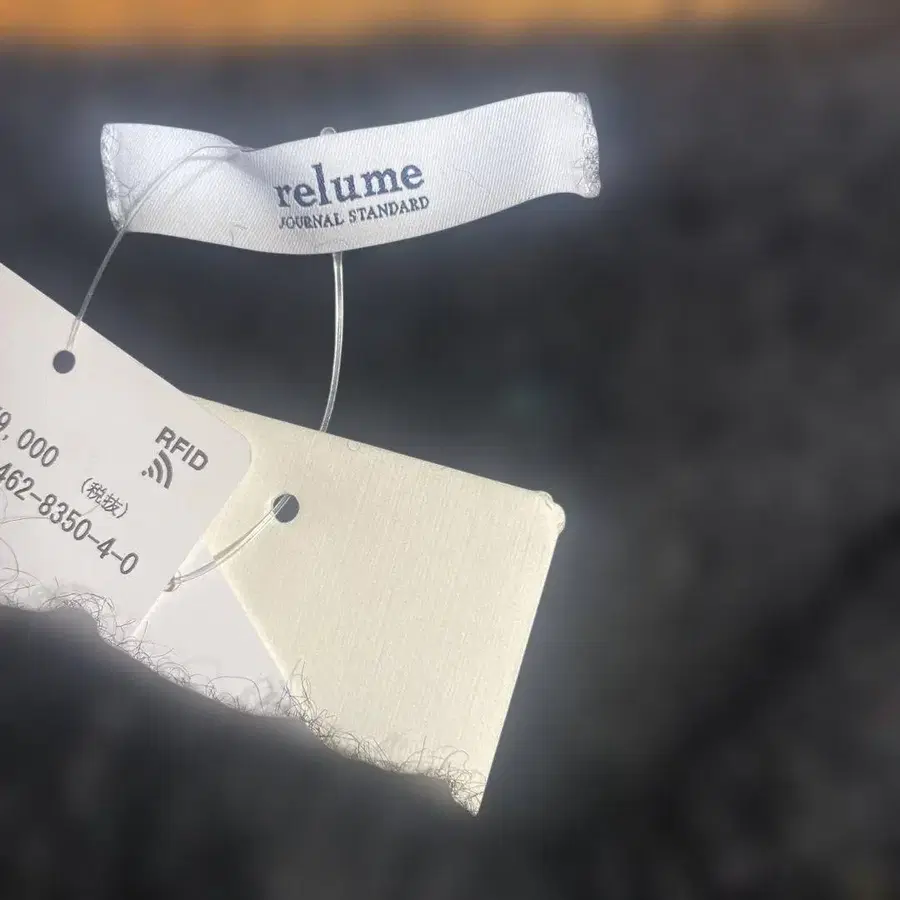 relume
JOURNAL STANDARD
RFID
9,000
(税抜)
462-8350-4-0